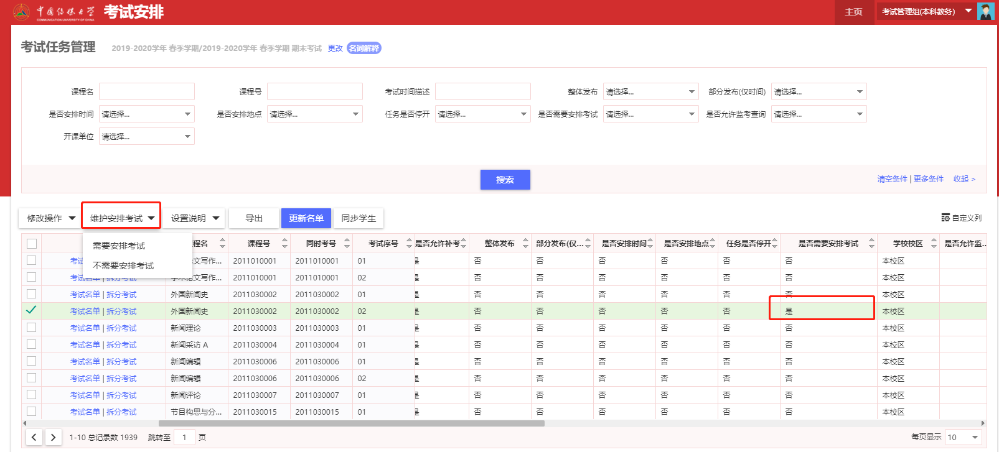 中国传媒大学 考试安排 主页 考试管理组(本科教务)
COMMUNICATION UNIVERSITY OF CHINA
考试任务管理 2019-2020学年 春季学期/2019-2020学年 春季学期 期末考试 更改 名词解释
课程名 课程号 考试时间描述 整体发布 请选择... 部分发布(仅时间) 请选择...
是否安排时间 请选择... 是否安排地点 请选择... 任务是否停开 请选择... 是否需要安排考试 请选择... 是否允许监考查询 请选择...
开课单位 请选择...
搜索 清空条件 | 更多条件 收起 >
修改操作 维护安排考试 设置说明 导出 更新名单 同步学生 自定义列
需要安排考试
不需要安排考试
程名 课程号 同时考号 考试序号 是否允许补考 整体发布 部分发布(仅... 是否安排时间 是否安排地点 任务是否停开 是否需要安排考试 学校校区 是否允许监...
考试 论文写作... 2011010001 2011010001 01 是 否 否 否 否 否 否 本校区
考试名单 | 拆分考试 学术论文写作... 2011010001 2011010001 02 是 否 否 否 否 否 否 本校区
考试名单 | 拆分考试 外国新闻史 2011030002 2011030002 01 是 否 否 否 否 否 否 本校区
考试名单 | 拆分考试 外国新闻史 2011030002 2011030002 02 是 否 否 否 否 否 是 本校区
考试名单 | 拆分考试 新闻理论 2011030003 2011030003 01 是 否 否 否 否 否 否 本校区
考试名单 | 拆分考试 新闻采访 A 2011030004 2011030004 01 是 否 否 否 否 否 否 本校区
考试名单 | 拆分考试 新闻编辑 2011030006 2011030006 01 是 否 否 否 否 否 否 本校区
考试名单 | 拆分考试 新闻编辑 2011030006 2011030006 02 是 否 否 否 否 否 否 本校区
考试名单 | 拆分考试 新闻评论 2011030007 2011030007 01 是 否 否 否 否 否 否 本校区
考试名单 | 拆分考试 节目构思与分... 2011030015 2011030015 01 是 否 否 否 否 否 否 本校区
< > 1-10 总记录数 1939 跳转至 1 页 每页显示 10